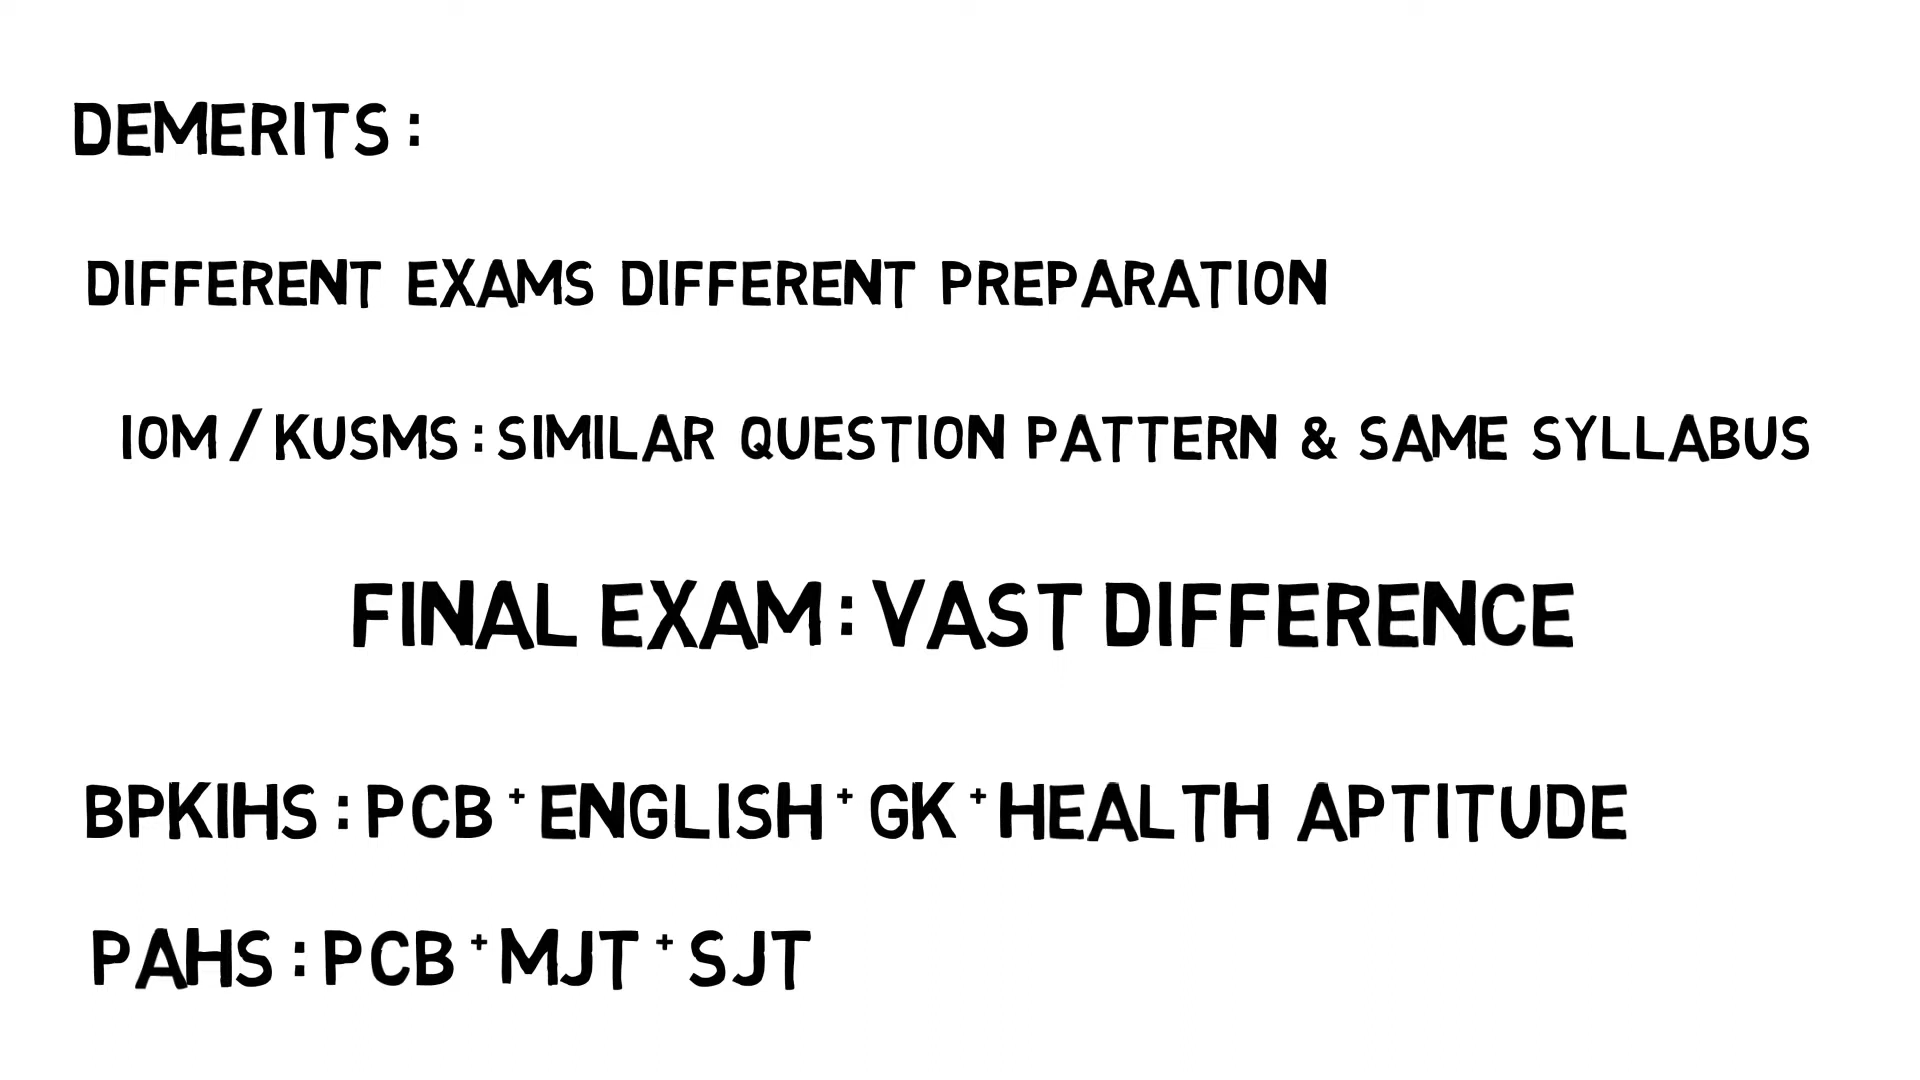 DEMERITS:
DIFFERENT EXAMS DIFFERENT PREPARATION
IOM/KUSMS: SIMILAR QUESTION PATTERN & SAME SYLLABUS
FINAL EXAM: VAST DIFFERENCE
BPKIHS: PCB+ENGLISH+GK+HEALTH APTITUDE
PAHS: PCB+MJT+SJT